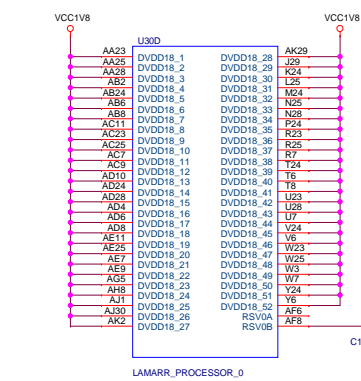 VCC1V8 VCC1V8
U30D
AA23 DVDD18_1 DVDD18_28 AK29
AA25 DVDD18_2 DVDD18_29 J29
AA28 DVDD18_3 DVDD18_30 K24
AB2 DVDD18_4 DVDD18_31 L25
AB24 DVDD18_5 DVDD18_32 M24
AB6 DVDD18_6 DVDD18_33 N25
AB8 DVDD18_7 DVDD18_34 N28
AC11 DVDD18_8 DVDD18_35 P24
AC23 DVDD18_9 DVDD18_36 R23
AC25 DVDD18_10 DVDD18_37 R25
AC7 DVDD18_11 DVDD18_38 R7
AC9 DVDD18_12 DVDD18_39 T24
AD10 DVDD18_13 DVDD18_40 T6
AD24 DVDD18_14 DVDD18_41 T8
AD28 DVDD18_15 DVDD18_42 U23
AD4 DVDD18_16 DVDD18_43 U28
AD6 DVDD18_17 DVDD18_44 U7
AD8 DVDD18_18 DVDD18_45 V24
AE11 DVDD18_19 DVDD18_46 V6
AE25 DVDD18_20 DVDD18_47 W23
AE7 DVDD18_21 DVDD18_48 W25
AE9 DVDD18_22 DVDD18_49 W3
AG5 DVDD18_23 DVDD18_50 W7
AH8 DVDD18_24 DVDD18_51 Y24
AJ1 DVDD18_25 DVDD18_52 Y6
AJ30 DVDD18_26 RSV0A AF6
AK2 DVDD18_27 RSV0B AF8
C1
LAMARR_PROCESSOR_0